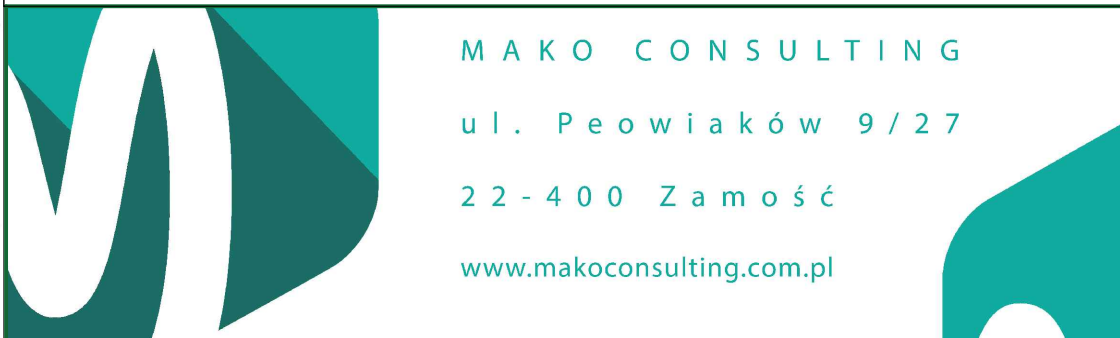 MAKO CONSULTING
ul. Peowiaków 9/27
22-400 Zamość
www.makoconsulting.com.pl